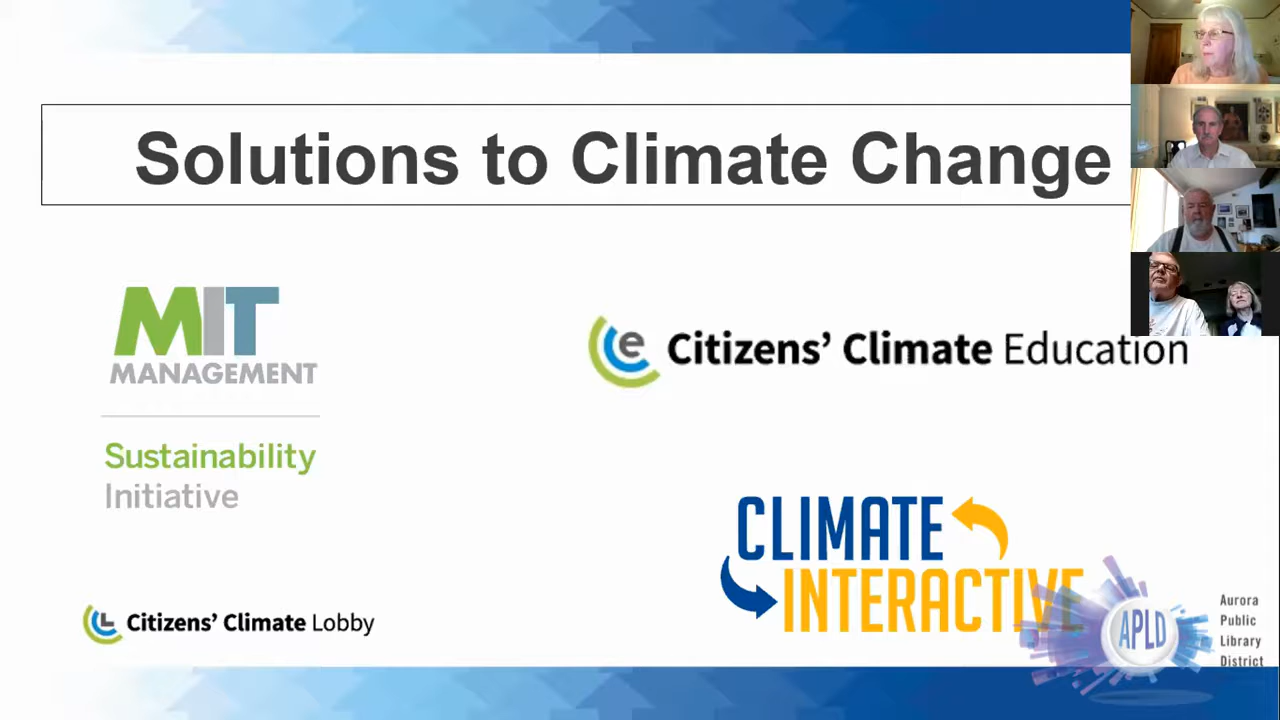 Solutions to Climate Change
MIT
MANAGEMENT
Sustainability
Initiative
e Citizens' Climate Education
CLIMATE
INTERACTIVE
L Citizens' Climate Lobby
APLD
Aurora
Public
Library
District